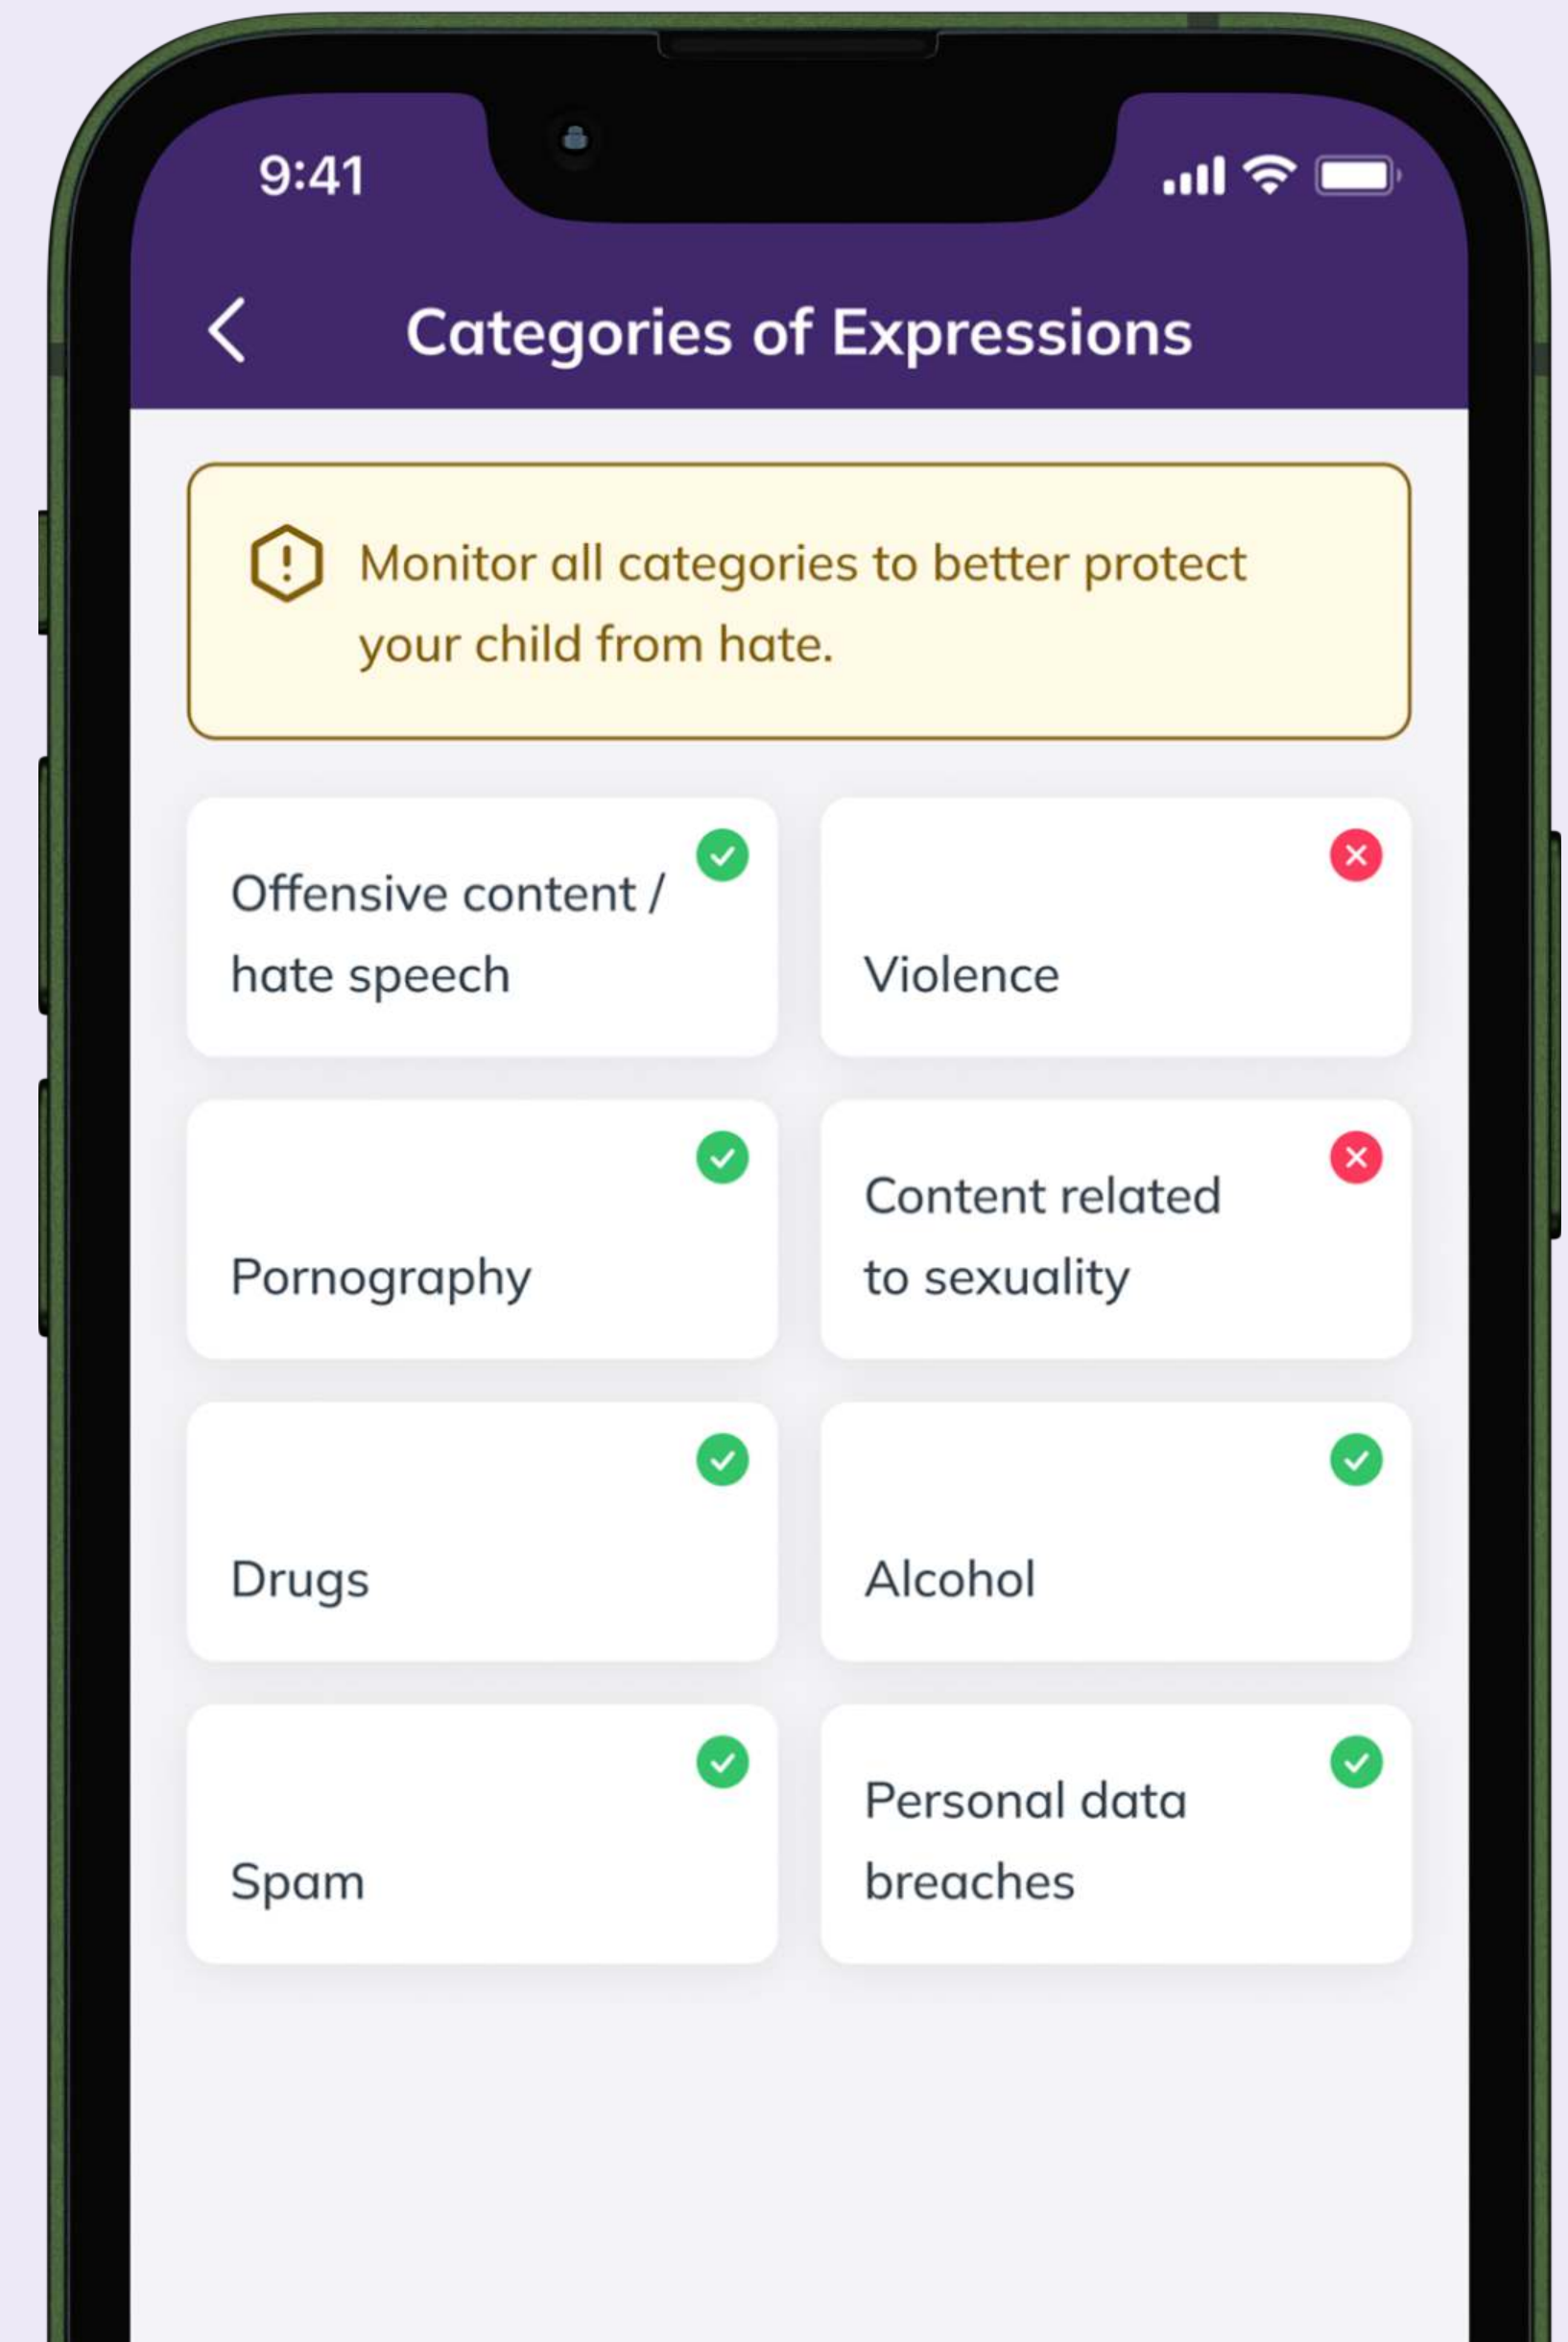 9:41
Categories of Expressions
Monitor all categories to better protect
your child from hate.
Offensive content /
hate speech
Violence
Pornography
Content related
to sexuality
Drugs
Alcohol
Spam
Personal data
breaches